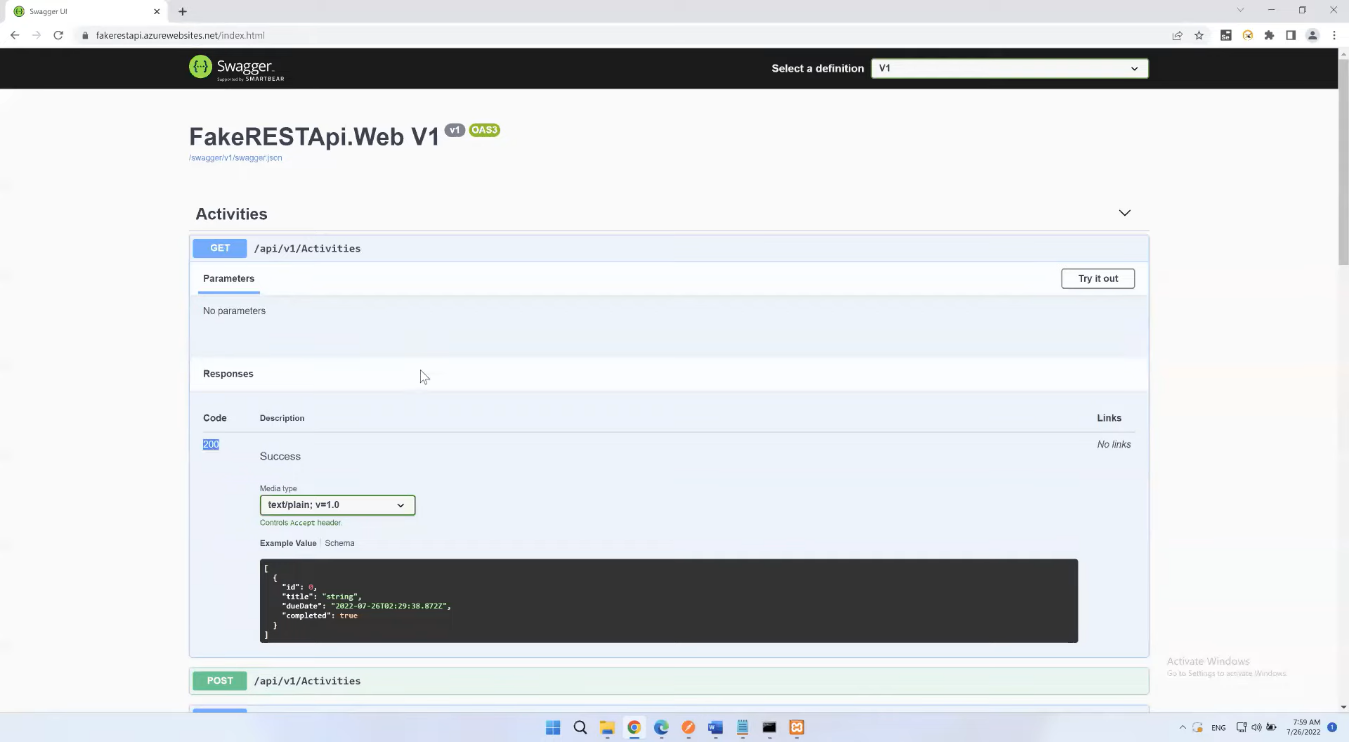 Swagger UI
fakerestapi.azurewebsites.net/index.html
Swagger
Supported by SMARTBEAR
Select a definition
V1
FakeRESTApi.Web V1 v1 OAS3
/swagger/v1/swagger.json
Activities
GET /api/v1/Activities
Parameters
Try it out
No parameters
Responses
Code Description Links
200 No links
Success
Media type
text/plain; v=1.0
Controls Accept header
Example Value Schema
[
{
"id": 0,
"title": "string",
"dueDate": "2022-07-26T02:29:38.872Z",
"completed": true
}
]
POST /api/v1/Activities
Activate Windows
Go to Settings to activate Windows.
ENG
7:59 AM
7/26/2022